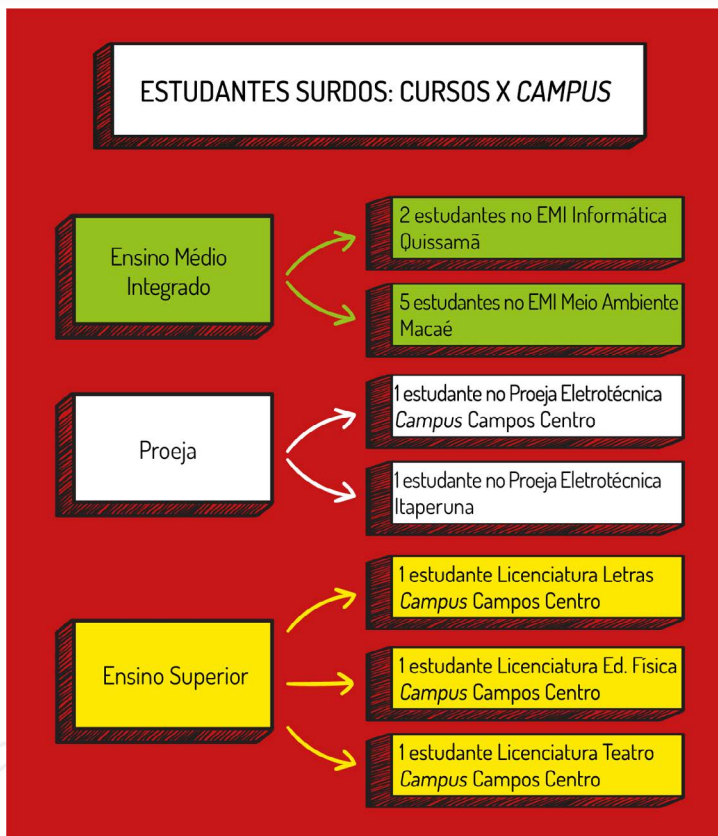 ESTUDANTES SURDOS: CURSOS X CAMPUS
Ensino Médio
Integrado
2 estudantes no EMI Informática
Quissamã
5 estudantes no EMI Meio Ambiente
Macaé
Proeja
1 estudante no Proeja Eletrotécnica
Campus Campos Centro
1 estudante no Proeja Eletrotécnica
Itaperuna
Ensino Superior
1 estudante Licenciatura Letras
Campus Campos Centro
1 estudante Licenciatura Ed. Física
Campus Campos Centro
1 estudante Licenciatura Teatro
Campus Campos Centro